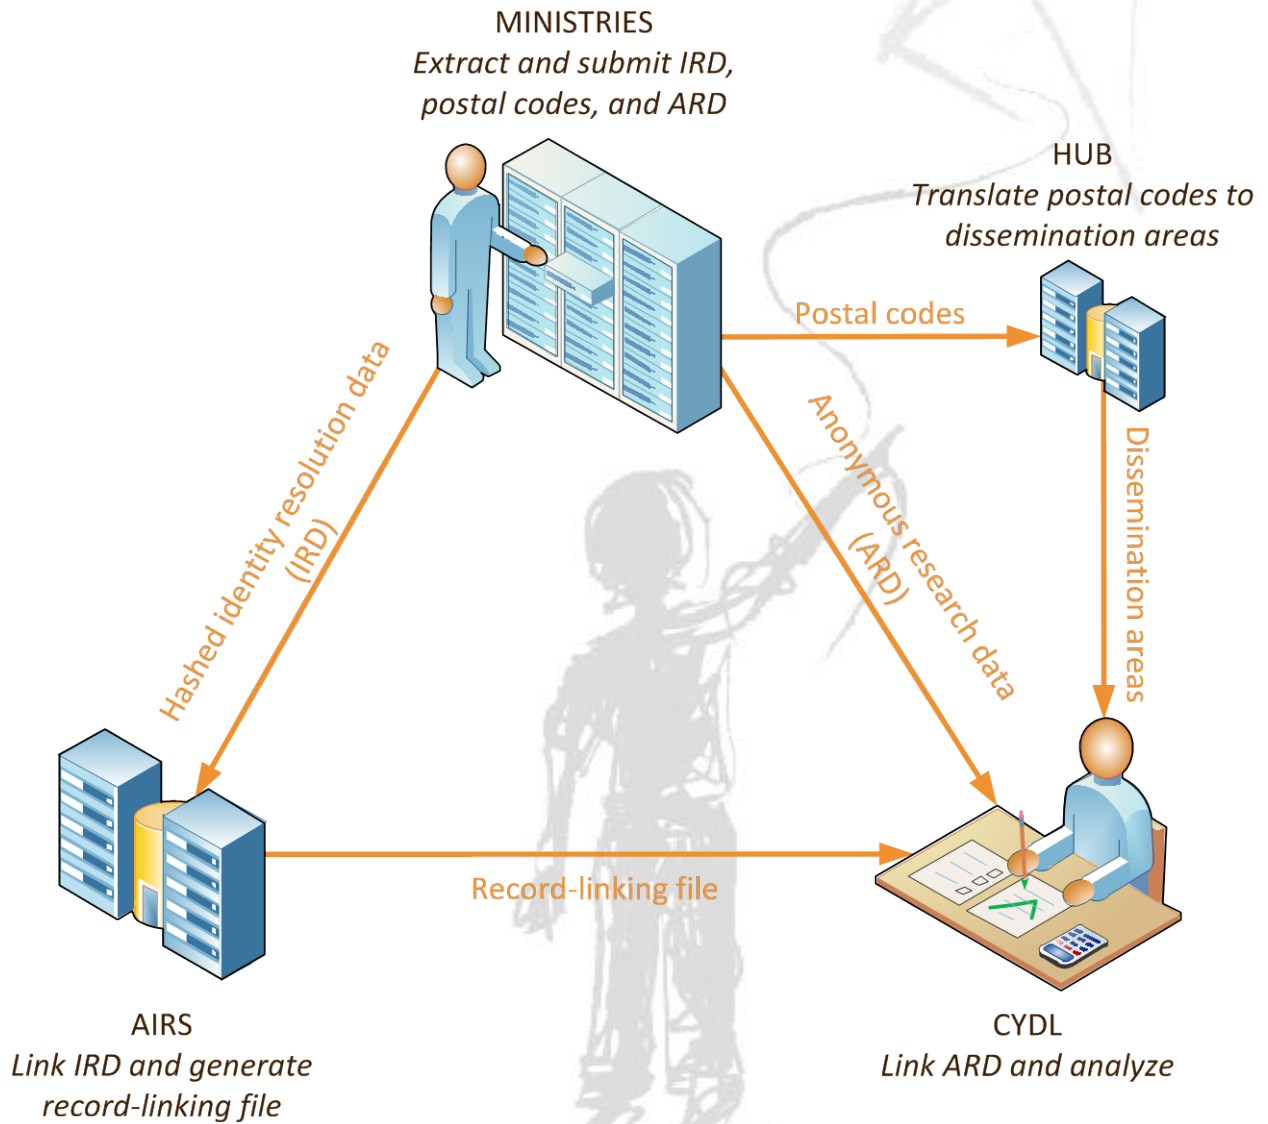 MINISTRIES
Extract and submit IRD,
postal codes, and ARD
HUB
Translate postal codes to
dissemination areas
Postal codes
Hashed identity resolution data
(IRD)
Anonymous research data
(ARD)
Dissemination areas
Record-linking file
AIRS
Link IRD and generate
record-linking file
CYDL
Link ARD and analyze